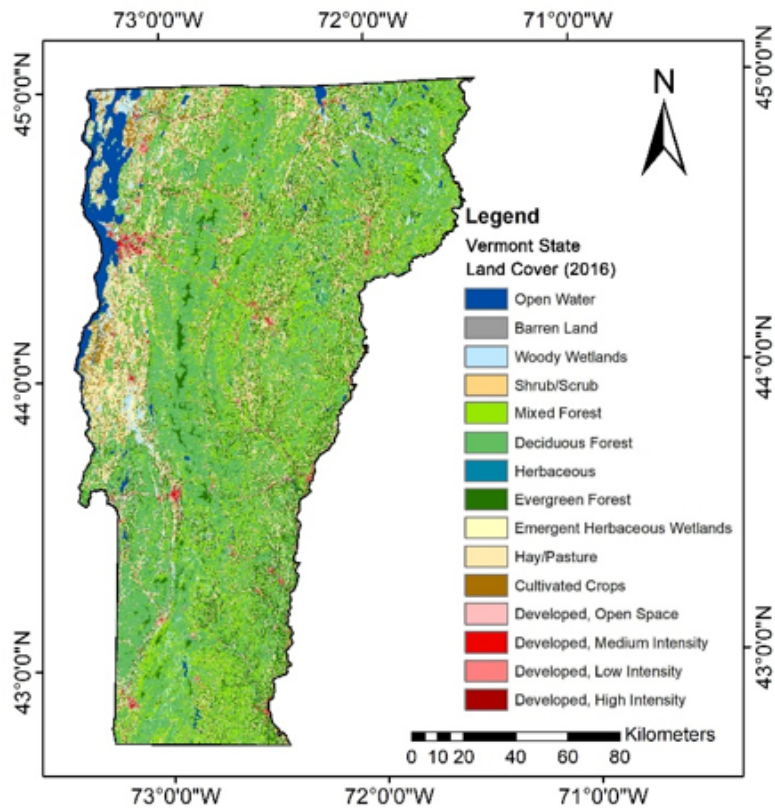 73°0'0"W 72°0'0"W 71°0'0"W
45°0'0"N
45°0'0"N
N
Legend
Vermont State
Land Cover (2016)
Open Water
Barren Land
Woody Wetlands
Shrub/Scrub
Mixed Forest
Deciduous Forest
Herbaceous
Evergreen Forest
Emergent Herbaceous Wetlands
Hay/Pasture
Cultivated Crops
Developed, Open Space
Developed, Medium Intensity
Developed, Low Intensity
Developed, High Intensity
44°0'0"N
44°0'0"N
43°0'0"N
43°0'0"N
Kilometers
0 10 20 40 60 80
73°0'0"W 72°0'0"W 71°0'0"W